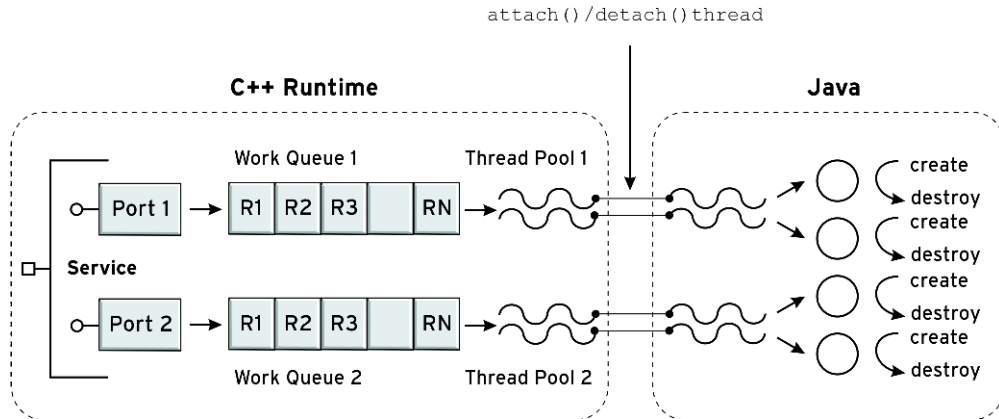 attach()/detach()thread
C++ Runtime
Java
Work Queue 1
Thread Pool 1
Port 1
R1 R2 R3 RN
create
destroy
create
destroy
Service
Port 2
R1 R2 R3 RN
Work Queue 2
Thread Pool 2
create
destroy
create
destroy